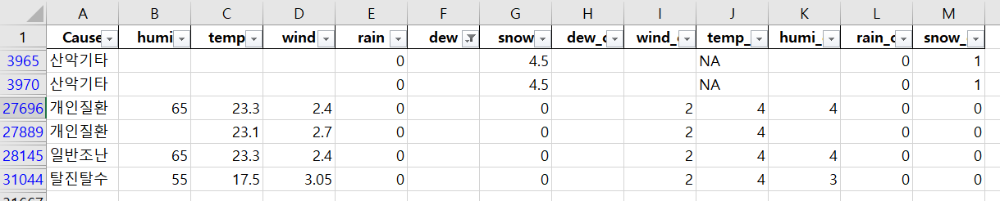 A B C D E F G H I J K L M
1 Cause humi temp wind rain dew snow dew_c wind_ temp_ humi_ rain_c snow_
3965 산악기타 0 4.5 NA 0 1
3970 산악기타 0 4.5 NA 0 1
27696 개인질환 65 23.3 2.4 0 0 2 4 4 0 0
27889 개인질환 23.1 2.7 0 0 2 4 0 0
28145 일반조난 65 23.3 2.4 0 0 2 4 4 0 0
31044 탈진탈수 55 17.5 3.05 0 0 2 4 3 0 0